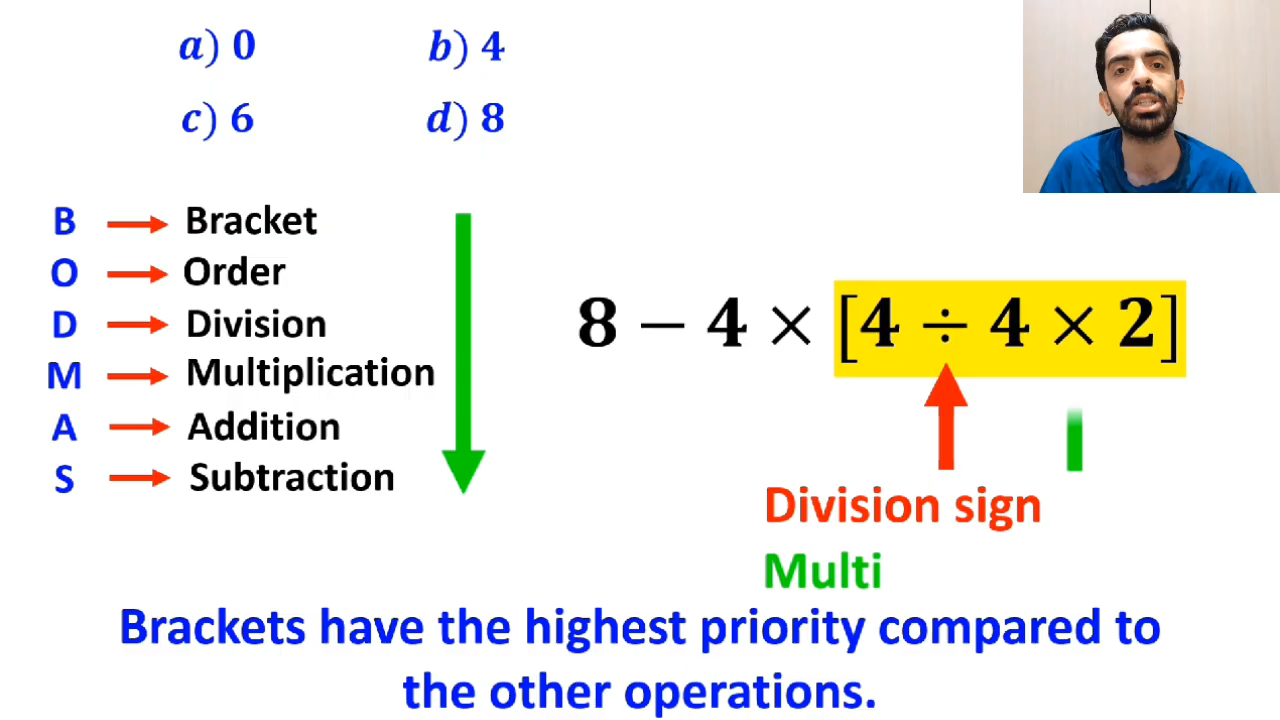 a) 0 b) 4
c) 6 d) 8
B Bracket
O Order
D Division
M Multiplication
A Addition
S Subtraction
8 − 4 × [4 ÷ 4 × 2]
Division sign
Multi
Brackets have the highest priority compared to
the other operations.